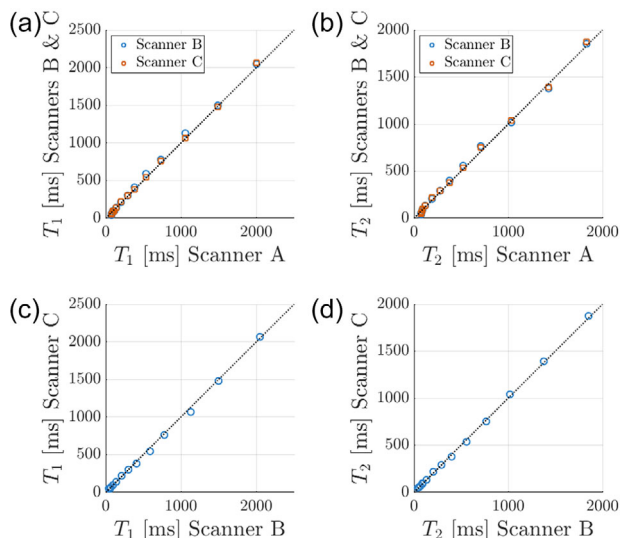 (a)
T₁ [ms] Scanners B & C
2500
2000
1500
1000
500
0
Scanner B
Scanner C
0 1000 2000
T₁ [ms] Scanner A
(b)
T₂ [ms] Scanners B & C
2000
1500
1000
500
0
Scanner B
Scanner C
0 500 1000 1500 2000
T₂ [ms] Scanner A
(c)
T₁ [ms] Scanner C
2500
2000
1500
1000
500
0
0 1000 2000
T₁ [ms] Scanner B
(d)
T₂ [ms] Scanner C
2000
1500
1000
500
0
0 500 1000 1500 2000
T₂ [ms] Scanner B